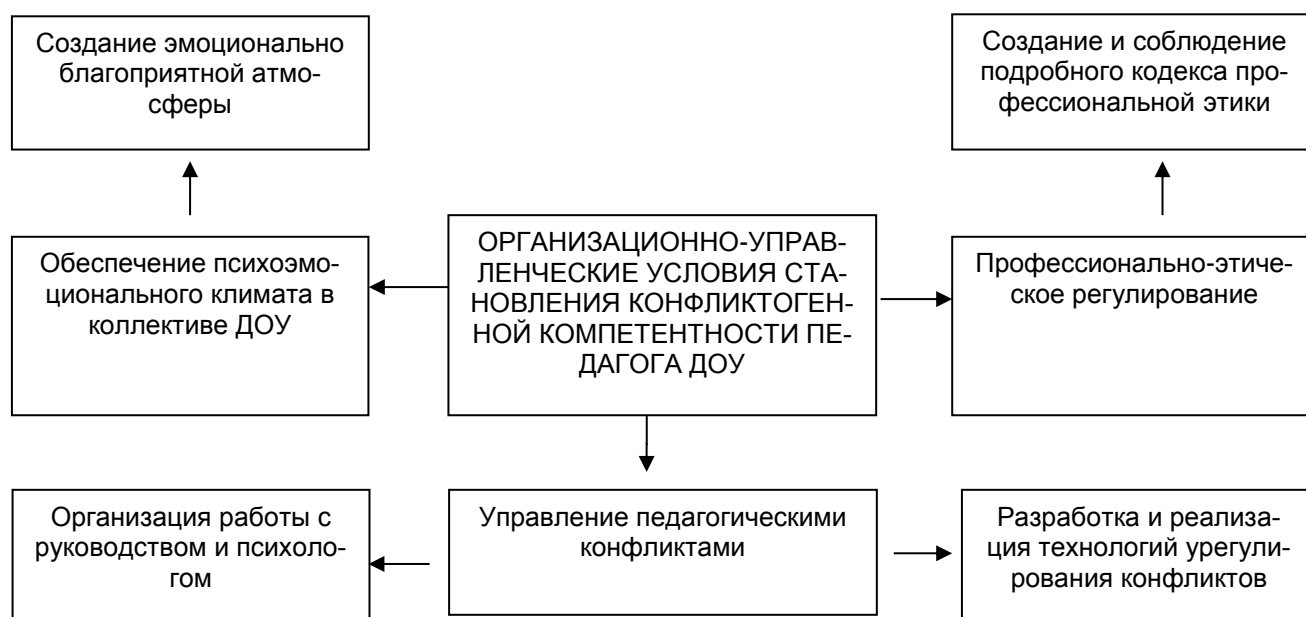 Создание эмоционально
благоприятной атмо-
сферы
Создание и соблюдение
подробного кодекса про-
фессиональной этики
Обеспечение психоэмо-
ционального климата в
коллективе ДОУ
ОРГАНИЗАЦИОННО-УПРАВ-
ЛЕНЧЕСКИЕ УСЛОВИЯ СТА-
НОВЛЕНИЯ КОНФЛИКТОГЕН-
НОЙ КОМПЕТЕНТНОСТИ ПЕ-
ДАГОГА ДОУ
Профессионально-этиче-
ское регулирование
Организация работы с
руководством и психоло-
гом
Управление педагогическими
конфликтами
Разработка и реализа-
ция технологий урегули-
рования конфликтов